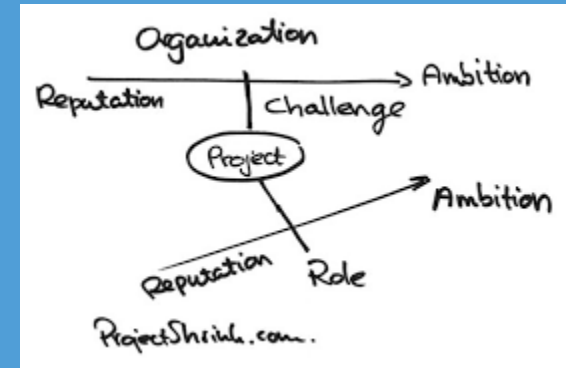 Organization
Reputation
Ambition
Challenge
Project
Ambition
Reputation
Role
ProjectShrink.com.